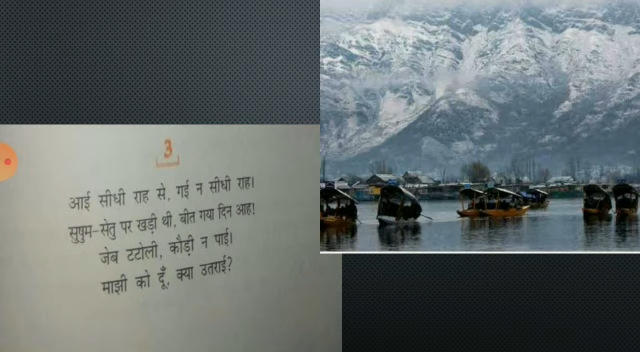 3
आई सीधी राह से, गई न सीधी राह।
सुषुम-सेतु पर खड़ी थी, बीत गया दिन आह!
जेब टटोली, कौड़ी न पाई।
माझी को दूँ, क्या उतराई?